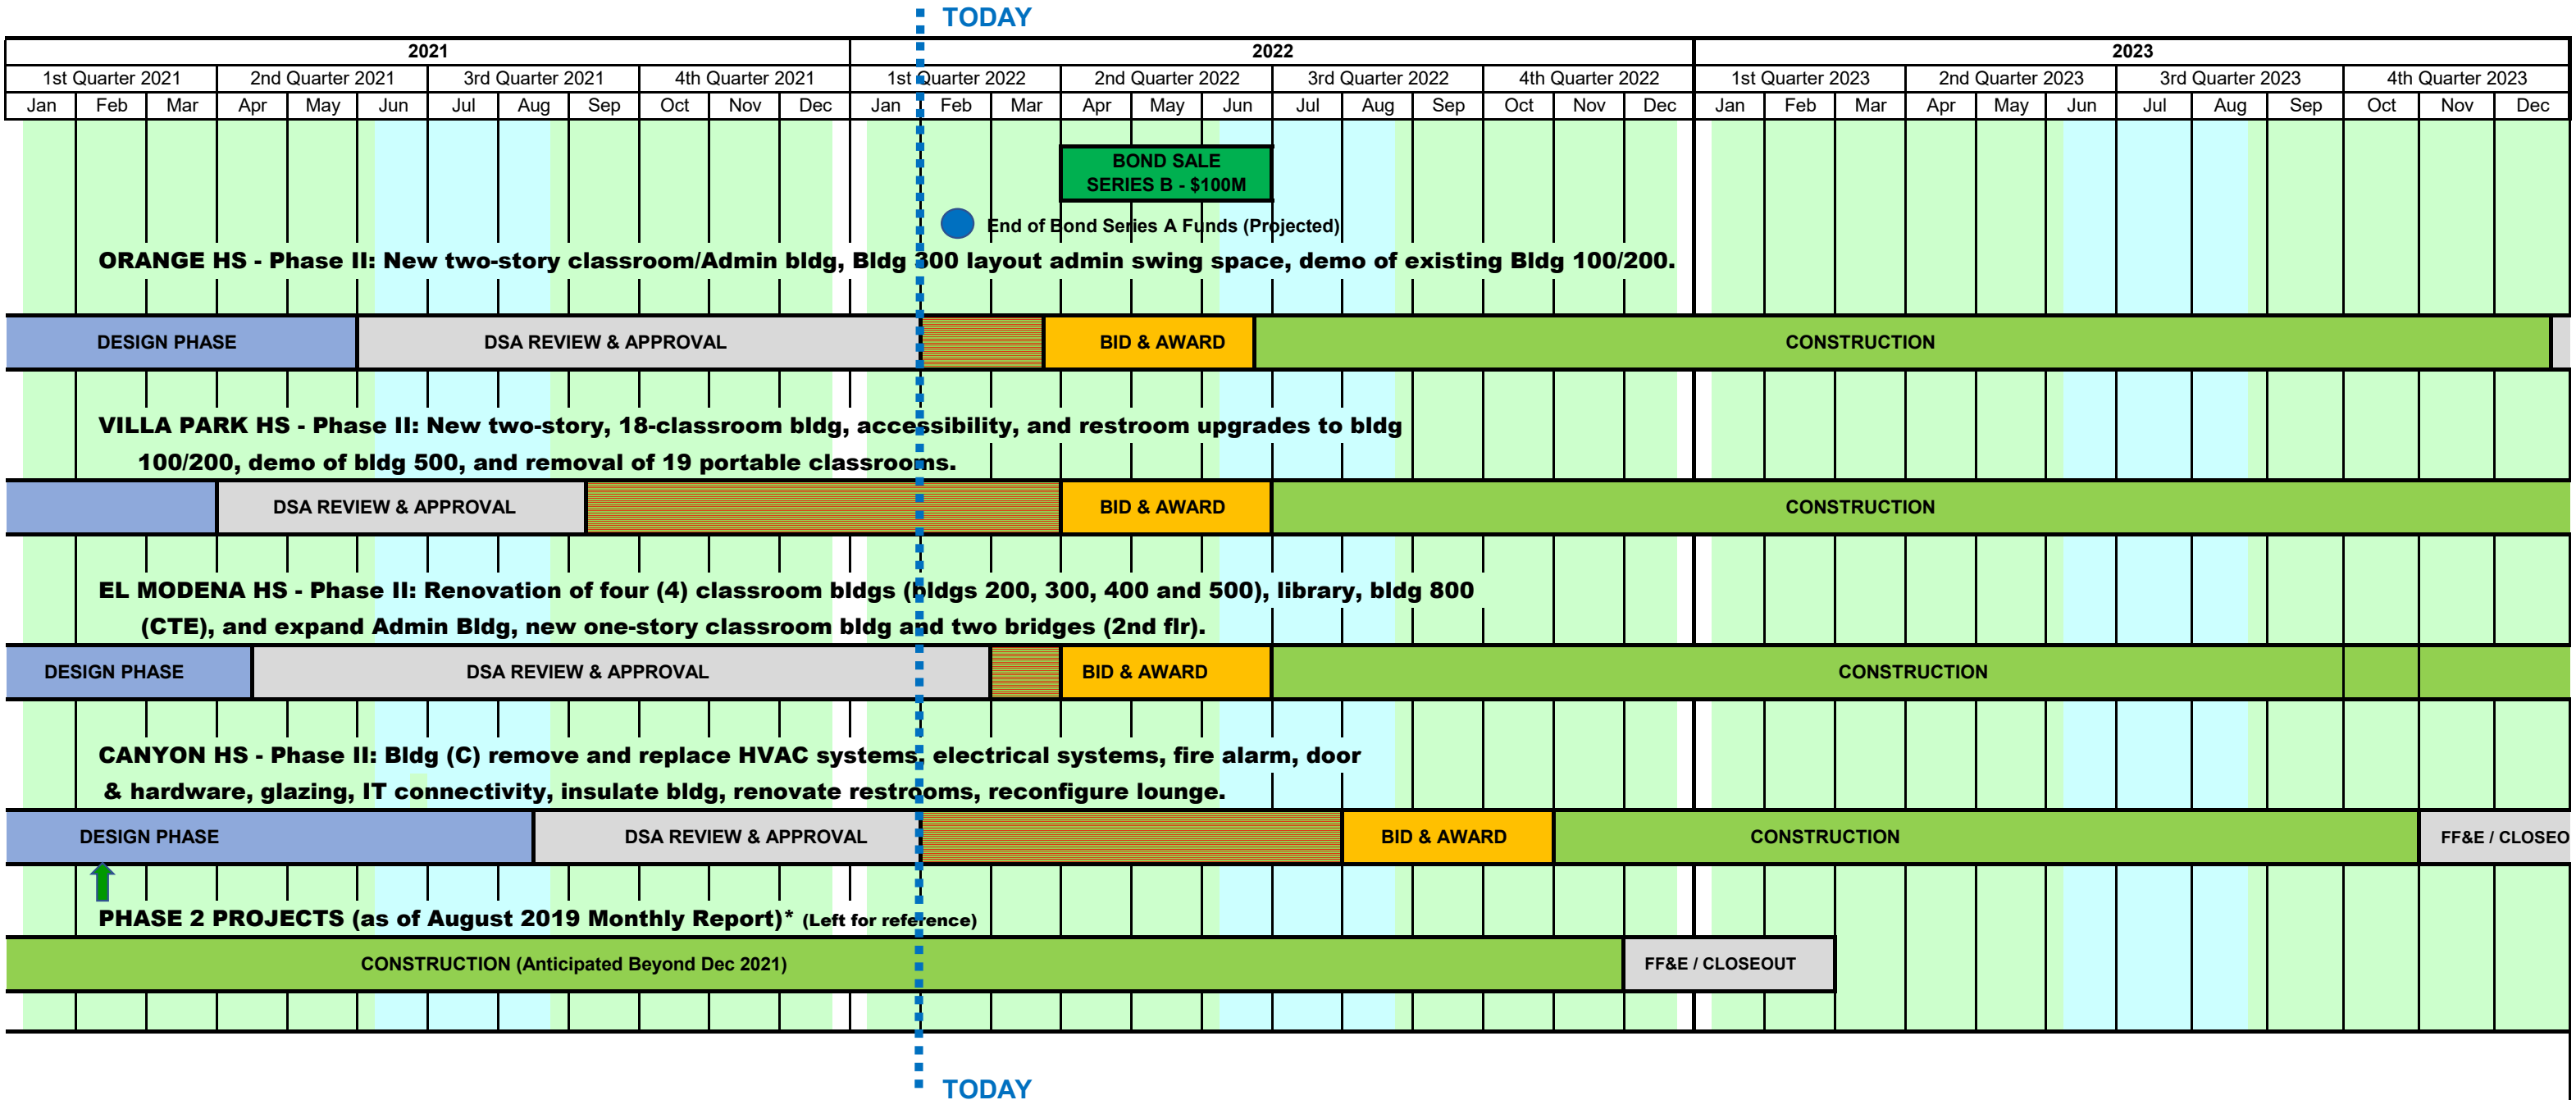 TODAY
2021 2022 2023
1st Quarter 2021 2nd Quarter 2021 3rd Quarter 2021 4th Quarter 2021 1st Quarter 2022 2nd Quarter 2022 3rd Quarter 2022 4th Quarter 2022 1st Quarter 2023 2nd Quarter 2023 3rd Quarter 2023 4th Quarter 2023
Jan Feb Mar Apr May Jun Jul Aug Sep Oct Nov Dec Jan Feb Mar Apr May Jun Jul Aug Sep Oct Nov Dec Jan Feb Mar Apr May Jun Jul Aug Sep Oct Nov Dec
BOND SALE
SERIES B - $100M
End of Bond Series A Funds (Projected)
ORANGE HS - Phase II: New two-story classroom/Admin bldg, Bldg 300 layout admin swing space, demo of existing Bldg 100/200.
DESIGN PHASE DSA REVIEW & APPROVAL BID & AWARD CONSTRUCTION
VILLA PARK HS - Phase II: New two-story, 18-classroom bldg, accessibility, and restroom upgrades to bldg
100/200, demo of bldg 500, and removal of 19 portable classrooms.
DSA REVIEW & APPROVAL BID & AWARD CONSTRUCTION
EL MODENA HS - Phase II: Renovation of four (4) classroom bldgs (bldgs 200, 300, 400 and 500), library, bldg 800
(CTE), and expand Admin Bldg, new one-story classroom bldg and two bridges (2nd flr).
DESIGN PHASE DSA REVIEW & APPROVAL BID & AWARD CONSTRUCTION
CANYON HS - Phase II: Bldg (C) remove and replace HVAC systems, electrical systems, fire alarm, door
& hardware, glazing, IT connectivity, insulate bldg, renovate restrooms, reconfigure lounge.
DESIGN PHASE DSA REVIEW & APPROVAL BID & AWARD CONSTRUCTION FF&E / CLOSEO
PHASE 2 PROJECTS (as of August 2019 Monthly Report)* (Left for reference)
CONSTRUCTION (Anticipated Beyond Dec 2021) FF&E / CLOSEOUT
TODAY